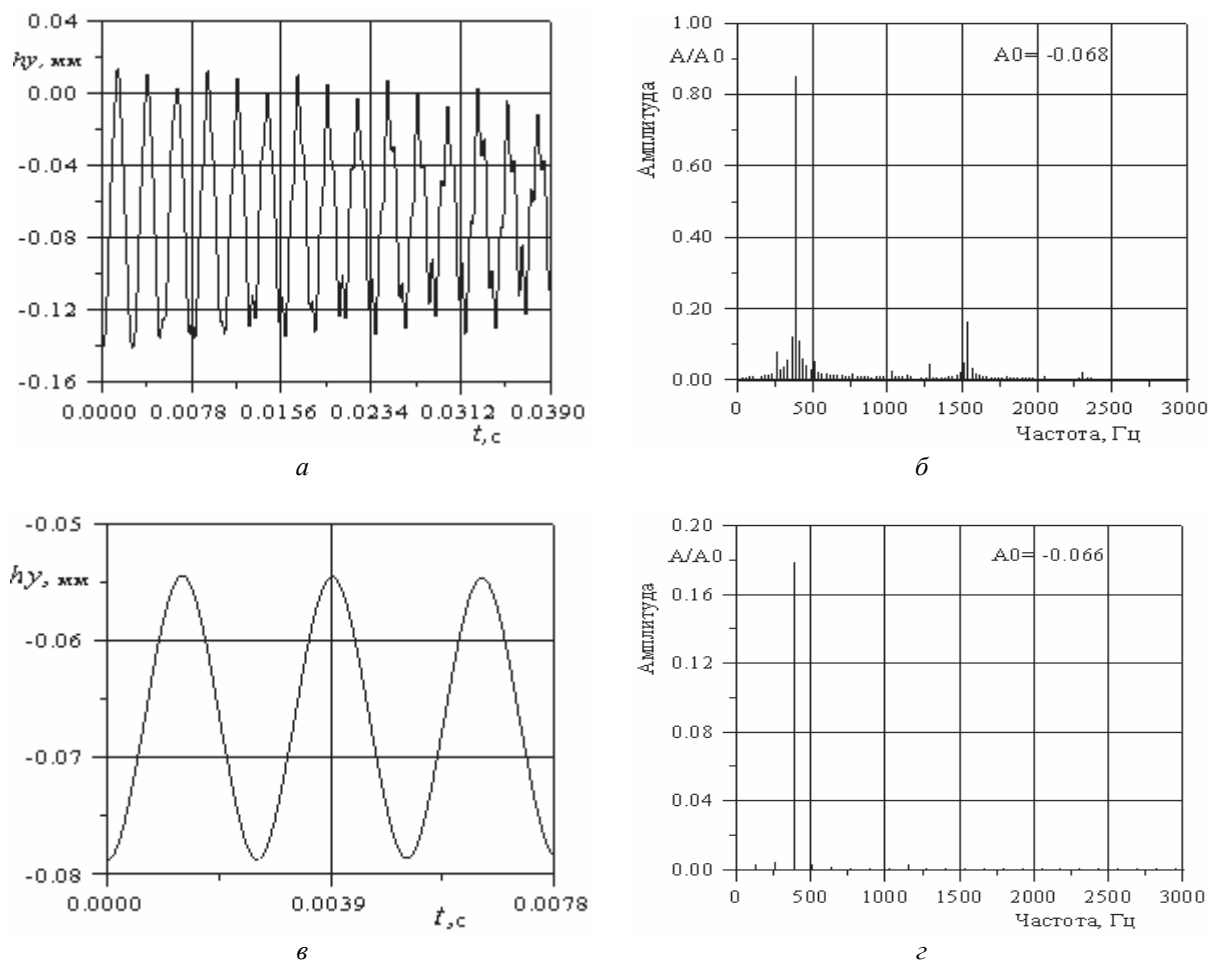 0.04
hy, мм
0.00
-0.04
-0.08
-0.12
-0.16
0.0000 0.0078 0.0156 0.0234 0.0312 0.0390
t,с
а
1.00
A/A0
A0= -0.068
0.80
Амплитуда
0.60
0.40
0.20
0.00
0 500 1000 1500 2000 2500 3000
Частота, Гц
б
-0.05
hy, мм
-0.06
-0.07
-0.08
0.0000 0.0039 0.0078
t,с
в
0.20
A/A0
A0= -0.066
0.16
Амплитуда
0.12
0.08
0.04
0.00
0 500 1000 1500 2000 2500 3000
Частота, Гц
г